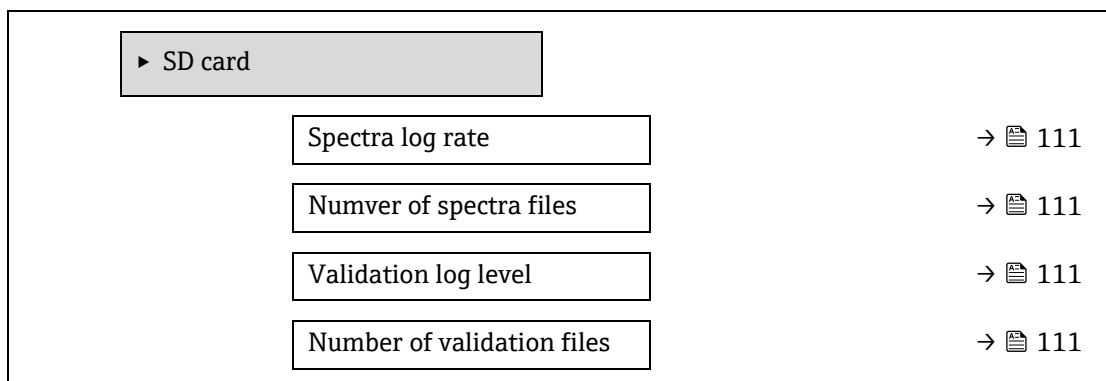 ▸ SD card
Spectra log rate → 111
Numver of spectra files → 111
Validation log level → 111
Number of validation files → 111